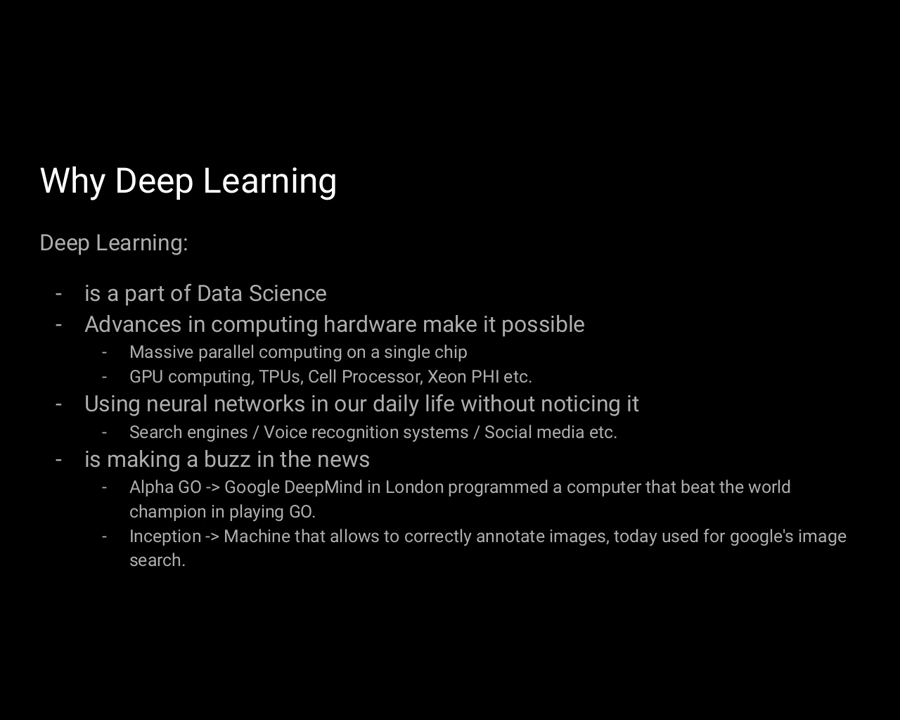 Why Deep Learning
Deep Learning:
- is a part of Data Science
- Advances in computing hardware make it possible
- Massive parallel computing on a single chip
- GPU computing, TPUs, Cell Processor, Xeon PHI etc.
- Using neural networks in our daily life without noticing it
- Search engines / Voice recognition systems / Social media etc.
- is making a buzz in the news
- Alpha GO -> Google DeepMind in London programmed a computer that beat the world
champion in playing GO.
- Inception -> Machine that allows to correctly annotate images, today used for google's image
search.